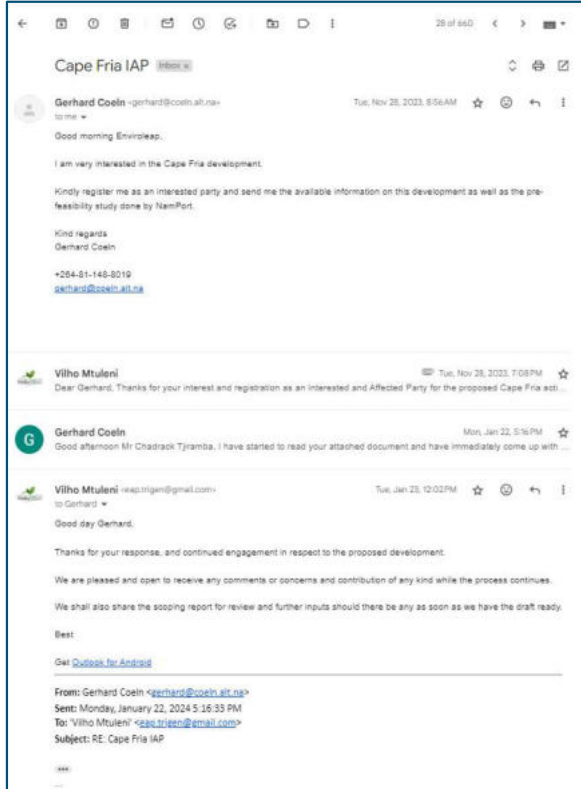 28 of 660
Cape Fria IAP Inbox x
Gerhard Coeln <gerhard@coeln.alt.na> Tue, Nov 28, 2023, 8:56 AM
to me
Good morning Enviroleap,
I am very interested in the Cape Fria development.
Kindly register me as an interested party and send me the available information on this development as well as the pre-
feasibility study done by NamPort.
Kind regards
Gerhard Coeln
+264-81-148-8019
gerhard@coeln.alt.na
Vilho Mtuleni Tue, Nov 28, 2023, 7:08 PM
Dear Gerhard, Thanks for your interest and registration as an Interested and Affected Party for the proposed Cape Fria acti...
G
Gerhard Coeln Mon, Jan 22, 5:16 PM
Good afternoon Mr Chadrack Tjiramba, I have started to read your attached document and have immediately come up with ...
Vilho Mtuleni <eap.trigen@gmail.com> Tue, Jan 23, 12:02 PM
to Gerhard
Good day Gerhard,
Thanks for your response, and continued engagement in respect to the proposed development.
We are pleased and open to receive any comments or concerns and contribution of any kind while the process continues.
We shall also share the scoping report for review and further inputs should there be any as soon as we have the draft ready.
Best
Get Outlook for Android
From: Gerhard Coeln <gerhard@coeln.alt.na>
Sent: Monday, January 22, 2024 5:16:33 PM
To: 'Vilho Mtuleni' <eap.trigen@gmail.com>
Subject: RE: Cape Fria IAP
...